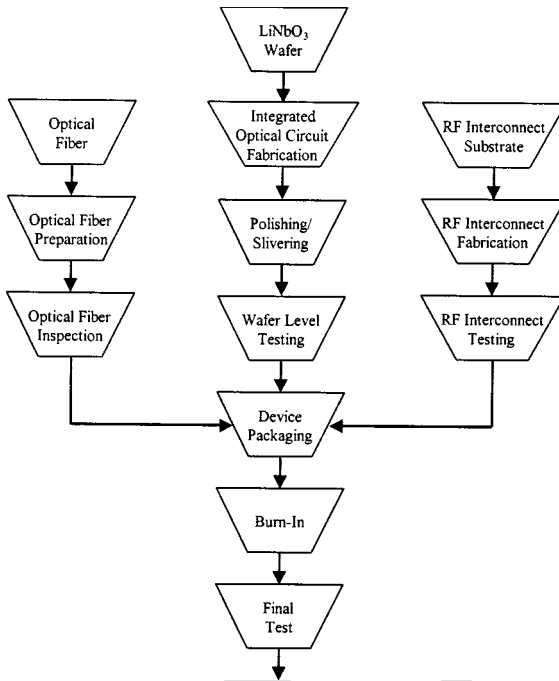 LiNbO₃
Wafer
Optical
Fiber
Integrated
Optical Circuit
Fabrication
RF Interconnect
Substrate
Optical Fiber
Preparation
Polishing/
Slivering
RF Interconnect
Fabrication
Optical Fiber
Inspection
Wafer Level
Testing
RF Interconnect
Testing
Device
Packaging
Burn-In
Final
Test